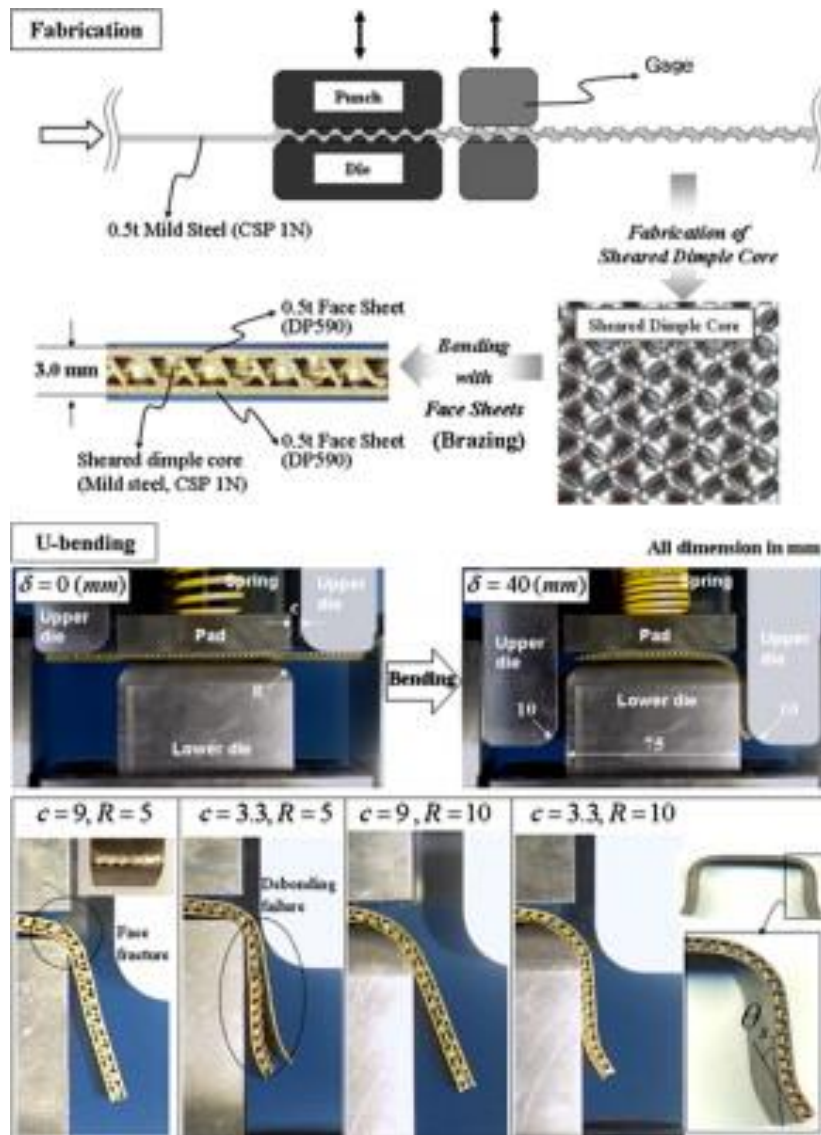 Fabrication
Gage
Punch
Die
0.5t Mild Steel (CSP 1N)
Fabrication of
Sheared Dimple Core
0.5t Face Sheet
(DP590)
Sheared Dimple Core
3.0 mm
Bonding
with
Face Sheets
(Brazing)
Sheared dimple core
(Mild steel, CSP 1N)
0.5t Face Sheet
(DP590)
U-bending
All dimension in mm
δ = 0 (mm)
Spring
Upper
die
Upper
die
c
Pad
R
Lower die
Bending
δ = 40 (mm)
Spring
Pad
Upper
die
Upper
die
Lower die
10
10
75
c = 9, R = 5
c = 3.3, R = 5
c = 9, R = 10
c = 3.3, R = 10
Face
fracture
Debonding
failure
θs